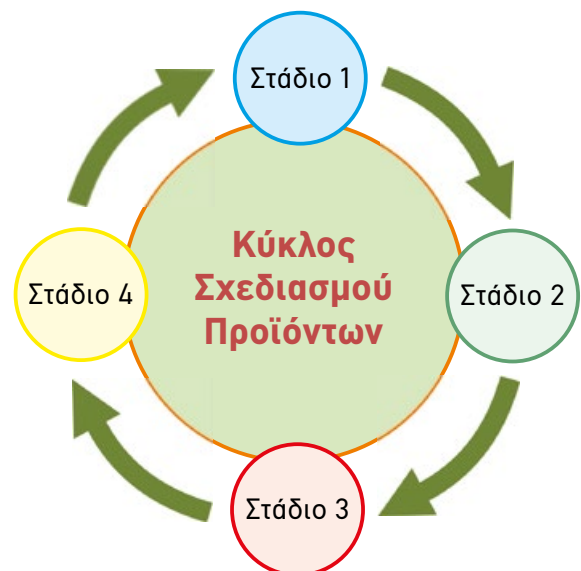 Στάδιο 1
Κύκλος
Σχεδιασμού
Προϊόντων
Στάδιο 4
Στάδιο 2
Στάδιο 3